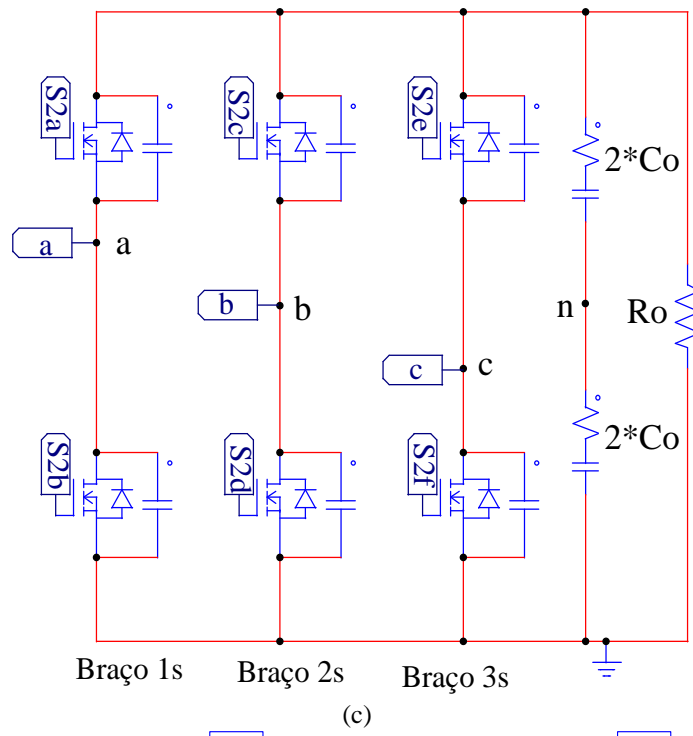 S2a
S2c
S2e
2*Co
a
a
b
b
n
Ro
c
c
2*Co
S2b
S2d
S2f
Braço 1s
Braço 2s
Braço 3s
(c)